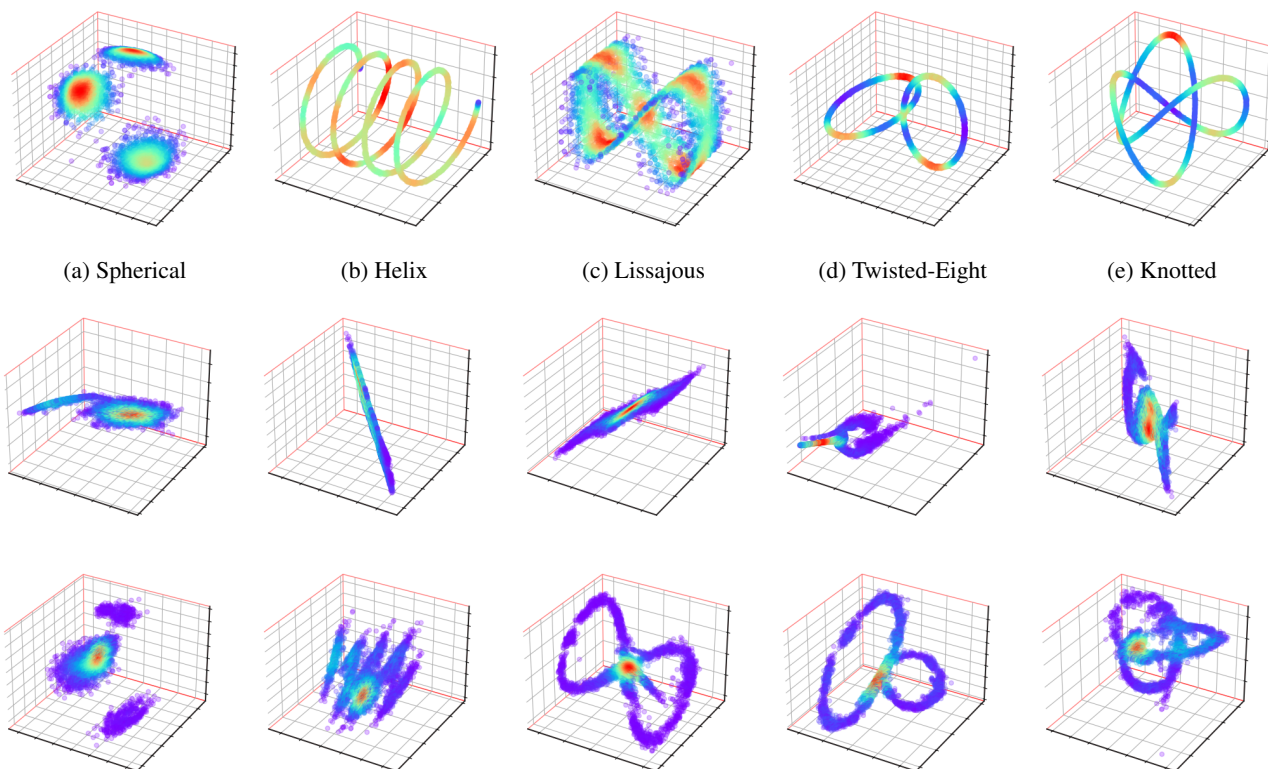 (a) Spherical
(b) Helix
(c) Lissajous
(d) Twisted-Eight
(e) Knotted